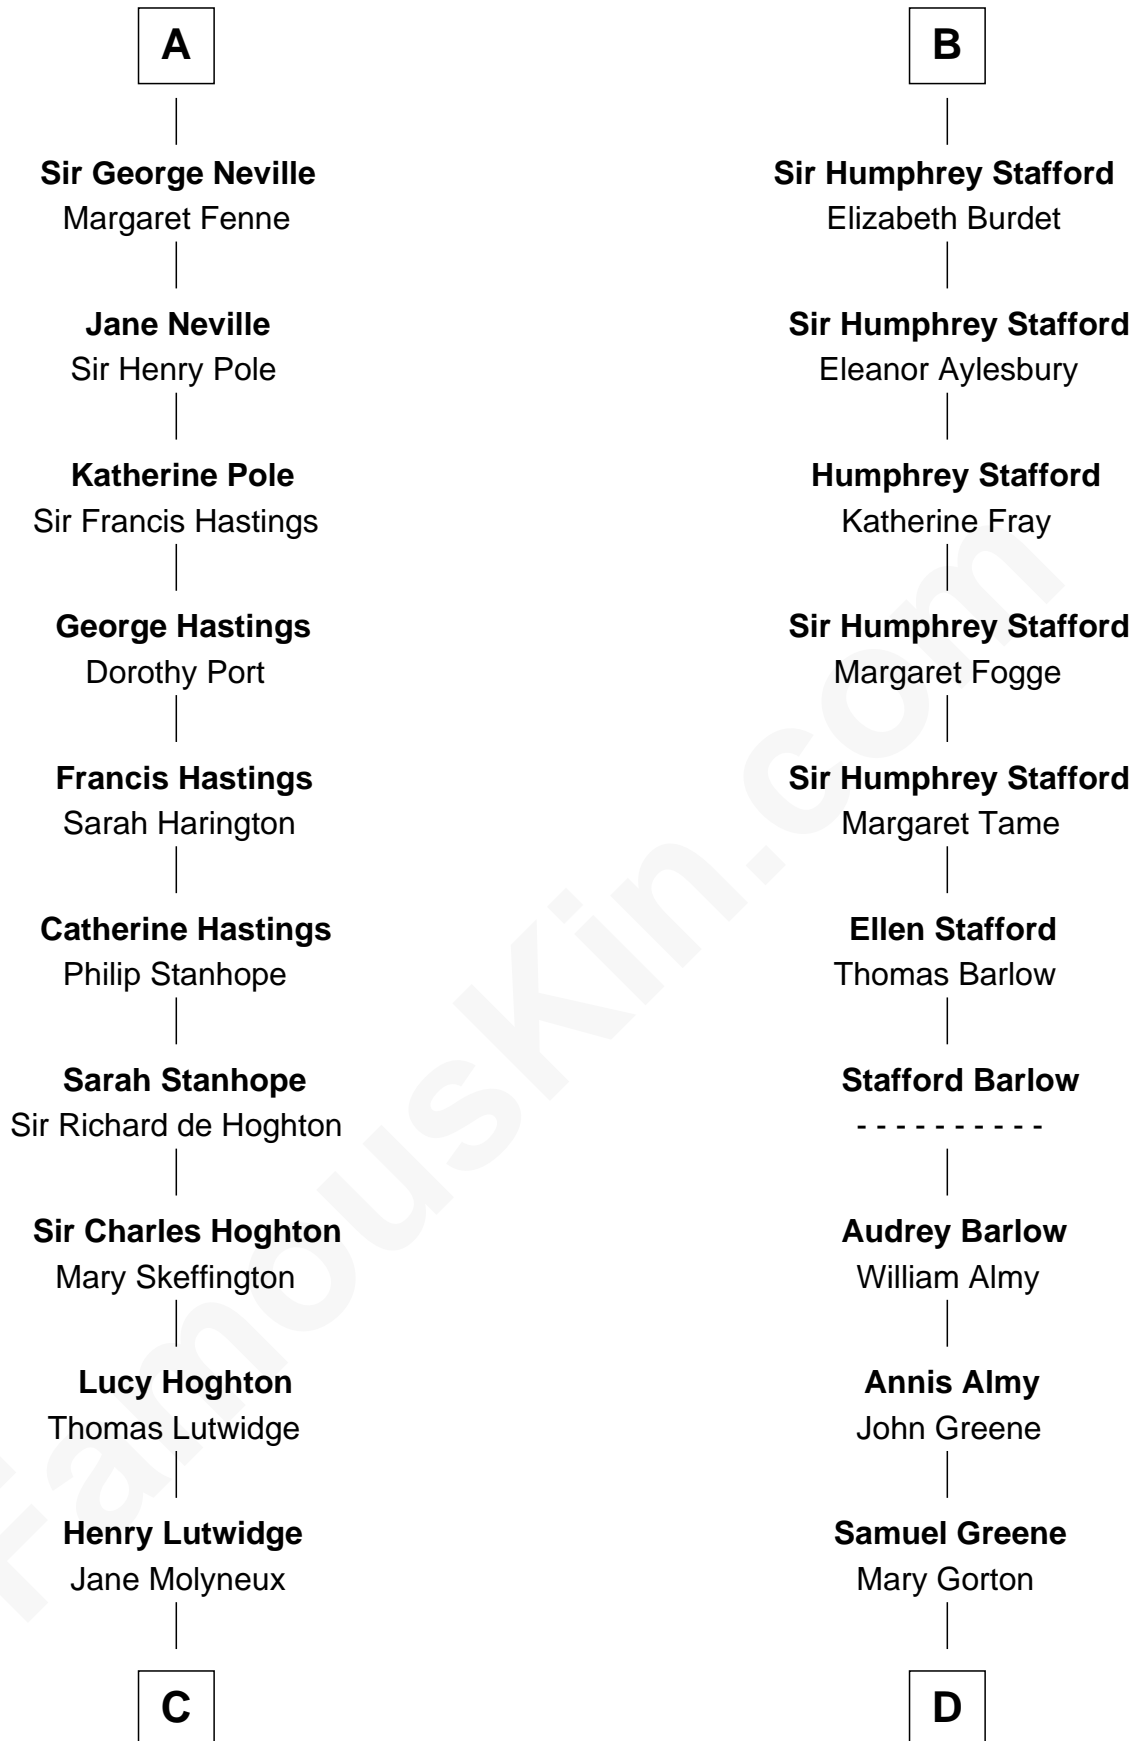 A
Sir George Neville
Margaret Fenne
Jane Neville
Sir Henry Pole
Katherine Pole
Sir Francis Hastings
George Hastings
Dorothy Port
Francis Hastings
Sarah Harington
Catherine Hastings
Philip Stanhope
Sarah Stanhope
Sir Richard de Hoghton
Sir Charles Hoghton
Mary Skeffington
Lucy Hoghton
Thomas Lutwidge
Henry Lutwidge
Jane Molyneux
C
B
Sir Humphrey Stafford
Elizabeth Burdet
Sir Humphrey Stafford
Eleanor Aylesbury
Humphrey Stafford
Katherine Fray
Sir Humphrey Stafford
Margaret Fogge
Sir Humphrey Stafford
Margaret Tame
Ellen Stafford
Thomas Barlow
Stafford Barlow
- - - - - - - - - -
Audrey Barlow
William Almy
Annis Almy
John Greene
Samuel Greene
Mary Gorton
D
FamousKin.com